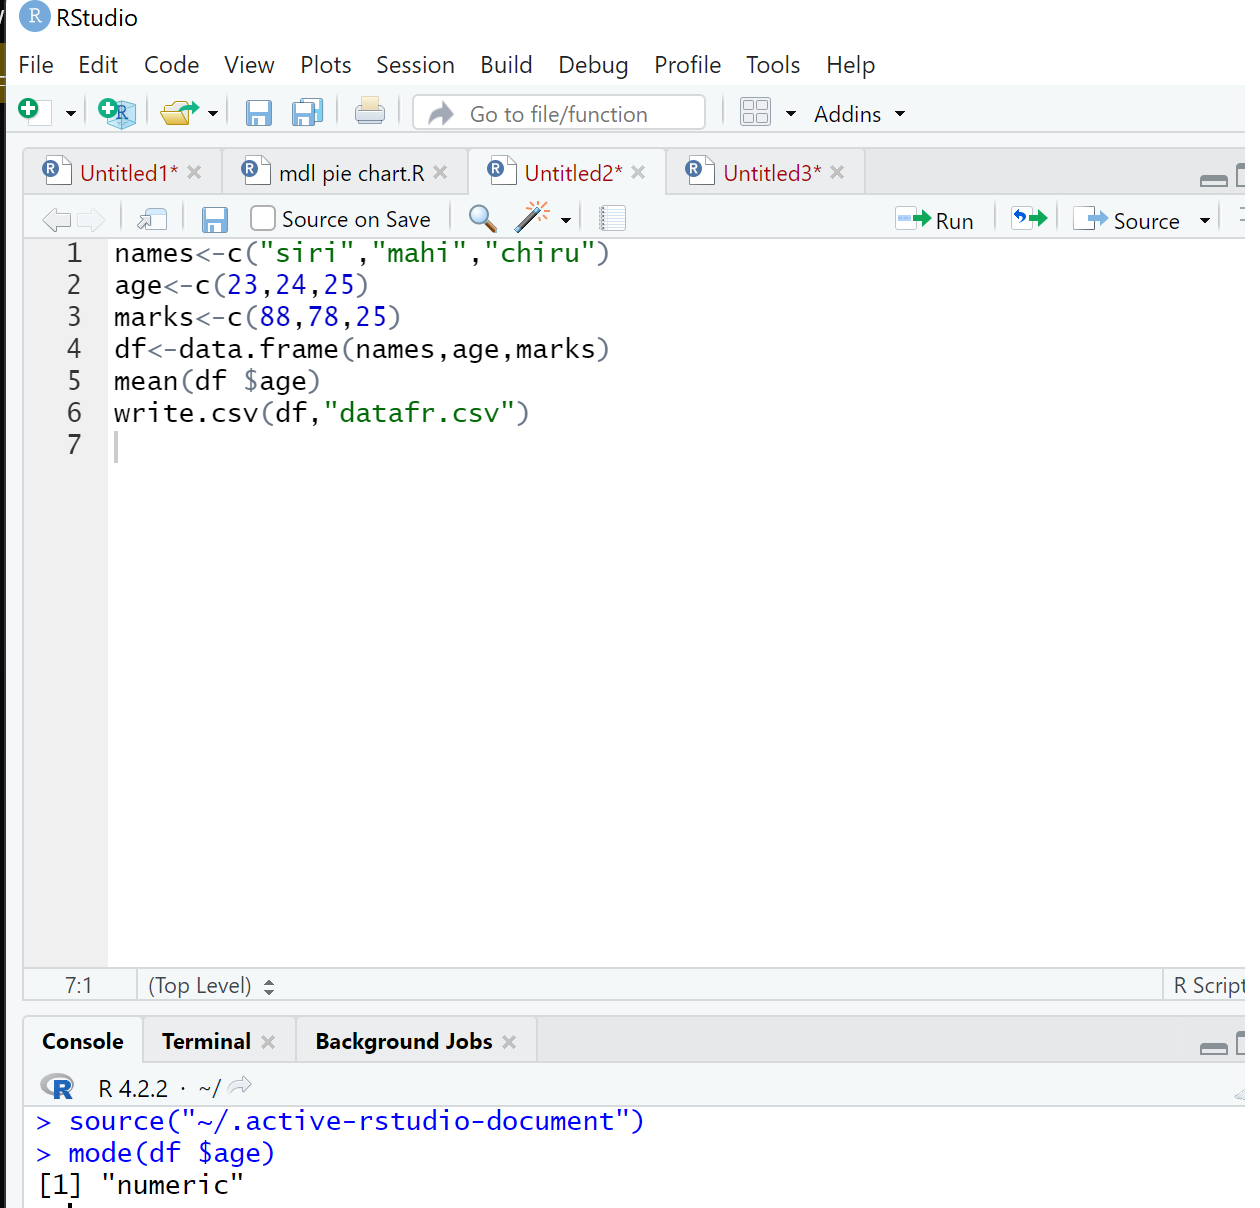 RStudio
File Edit Code View Plots Session Build Debug Profile Tools Help
Go to file/function Addins
Untitled1* mdl pie chart.R Untitled2* Untitled3*
Source on Save Run Source
1 names<-c("siri","mahi","chiru")
2 age<-c(23,24,25)
3 marks<-c(88,78,25)
4 df<-data.frame(names,age,marks)
5 mean(df $age)
6 write.csv(df,"datafr.csv")
7
7:1 (Top Level) R Script
Console Terminal Background Jobs
R 4.2.2 · ~/
> source("~/.active-rstudio-document")
> mode(df $age)
[1] "numeric"